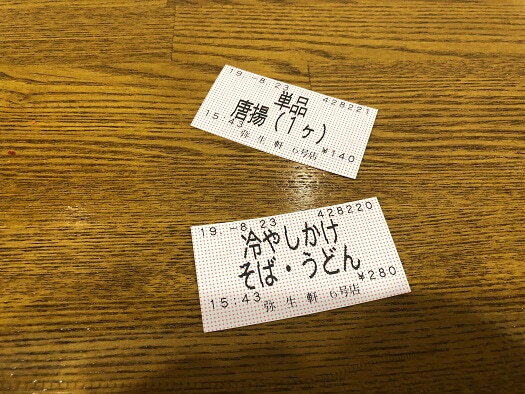 19.-8.23 428221
単品
唐揚(1ヶ)
15:43 ¥140
弥生軒 6号店
19.-8.23 428220
冷やしかけ
そば・うどん
15:43 ¥280
弥生軒 6号店